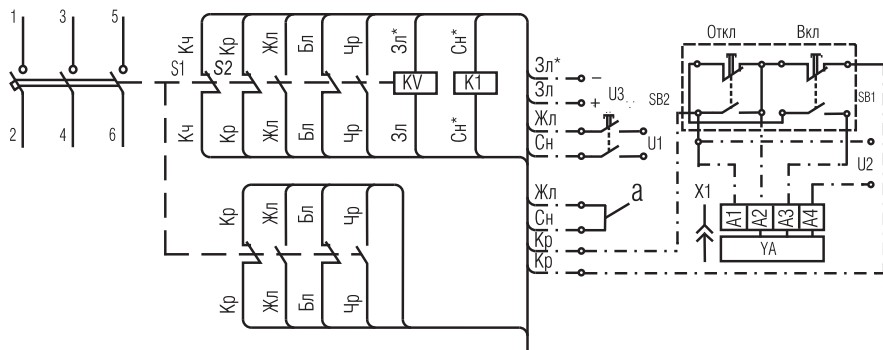 1 3 5
2 4 6
S1 S2
Кч Кр Жл Бл Чр Зл* Сн*
KV K1
Кч Кр Жл Бл Чр Зл Сн*
Кр Жл Бл Чр
Кр Жл Бл Чр
Зл* −
Зл + U3
Жл
Сн U1
Жл a
Сн
Кр
Кр
Откл Вкл
SB2 SB1
U2
X1
A1 A2 A3 A4
YA